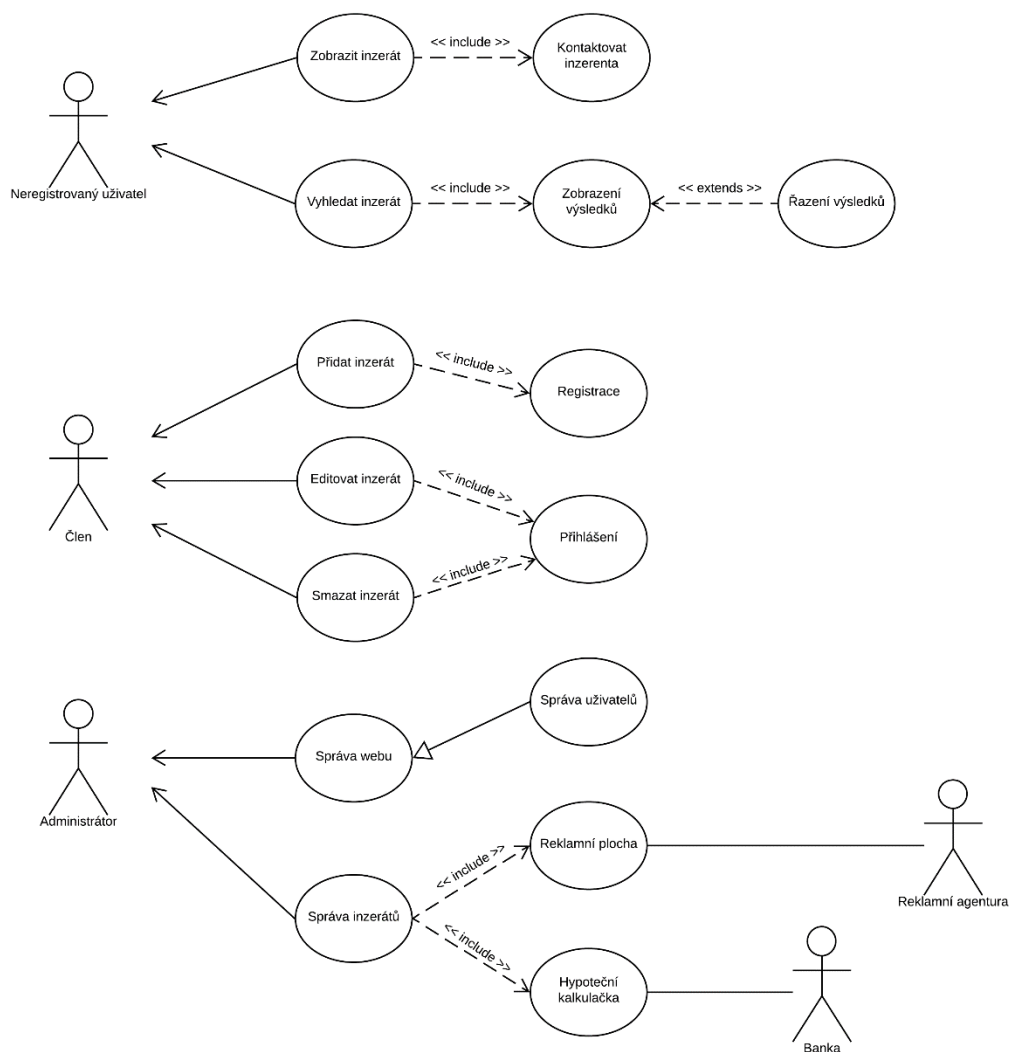 Zobrazit inzerát
<< include >>
Kontaktovat
inzerenta
Neregistrovaný uživatel
Vyhledat inzerát
<< include >>
Zobrazení
výsledků
<< extends >>
Řazení výsledků
Přidat inzerát
<< include >>
Registrace
Člen
Editovat inzerát
<< include >>
Přihlášení
Smazat inzerát
<< include >>
Administrátor
Správa webu
Správa uživatelů
Správa inzerátů
<< include >>
Reklamní plocha
Reklamní agentura
<< include >>
Hypoteční
kalkulačka
Banka